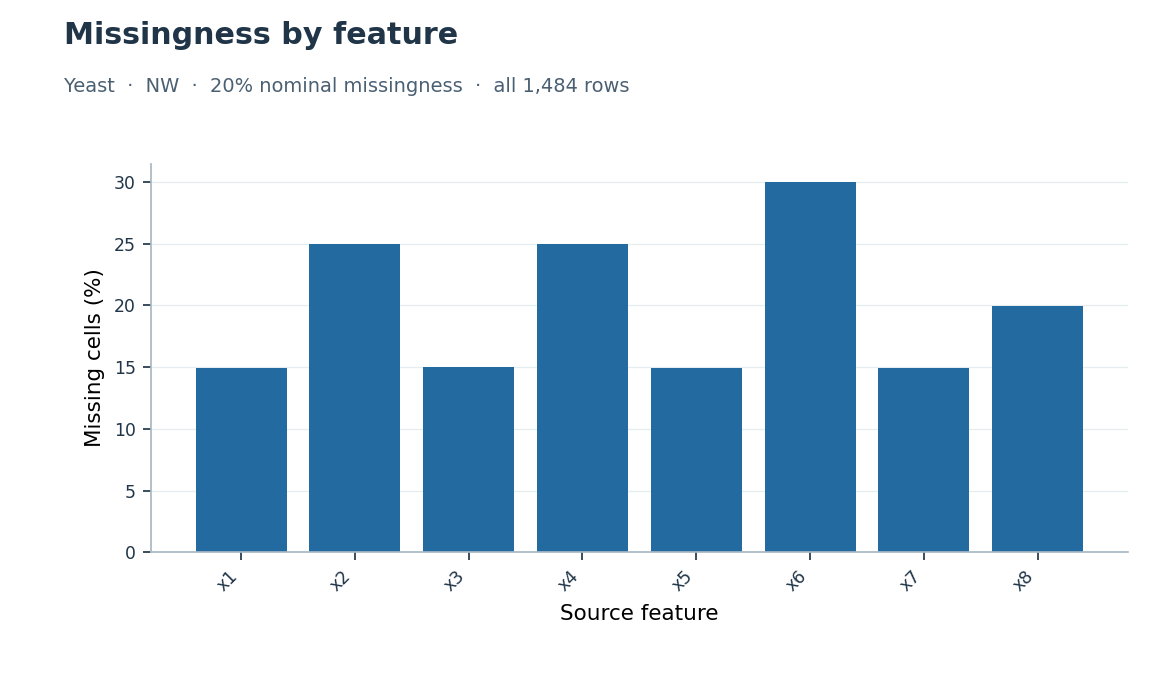 Missingness by feature
Yeast · NW · 20% nominal missingness · all 1,484 rows
Missing cells (%)
30
25
20
15
10
5
0
x1 x2 x3 x4 x5 x6 x7 x8
Source feature